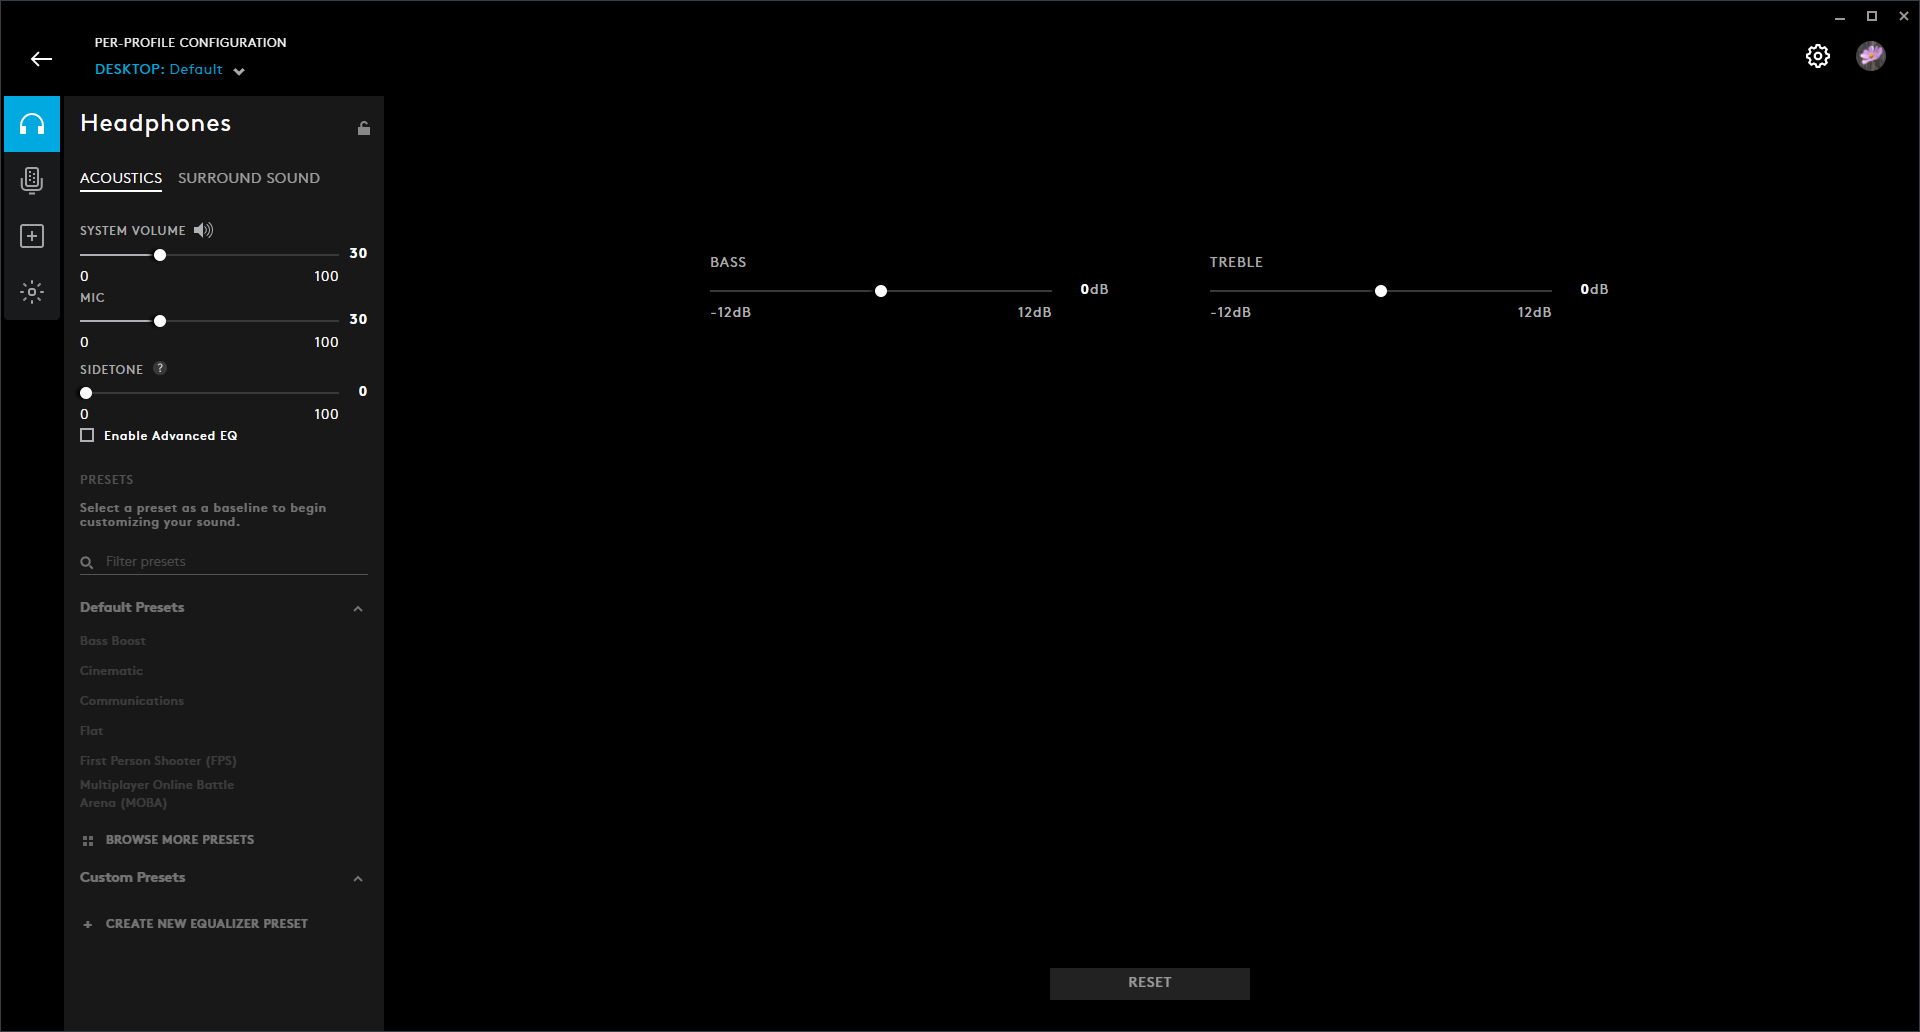 PER-PROFILE CONFIGURATION
DESKTOP: Default
Headphones
ACOUSTICS SURROUND SOUND
SYSTEM VOLUME
30
0 100
MIC
30
0 100
SIDETONE ?
0
0 100
Enable Advanced EQ
PRESETS
Select a preset as a baseline to begin
customizing your sound.
Filter presets
Default Presets
Bass Boost
Cinematic
Communications
Flat
First Person Shooter (FPS)
Multiplayer Online Battle
Arena (MOBA)
BROWSE MORE PRESETS
Custom Presets
+ CREATE NEW EQUALIZER PRESET
BASS
0dB
-12dB 12dB
TREBLE
0dB
-12dB 12dB
RESET